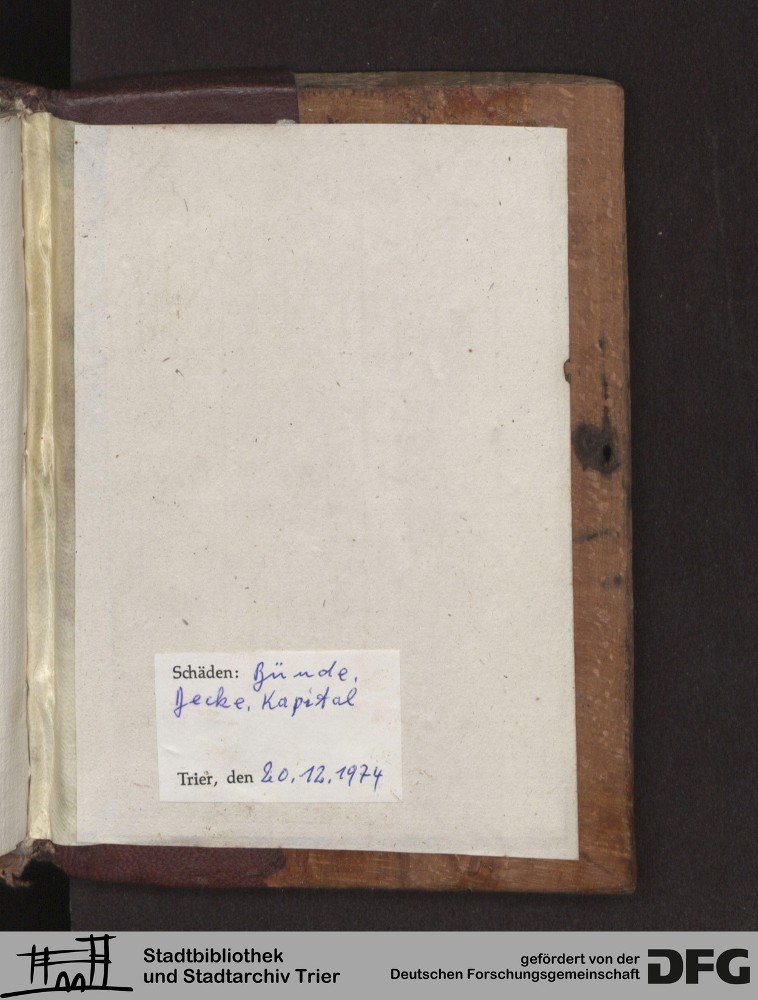 Schäden: Bünde,
Decke, Kapital
Trier, den 20.12.1974
Stadtbibliothek
und Stadtarchiv Trier
gefördert von der
Deutschen Forschungsgemeinschaft
DFG